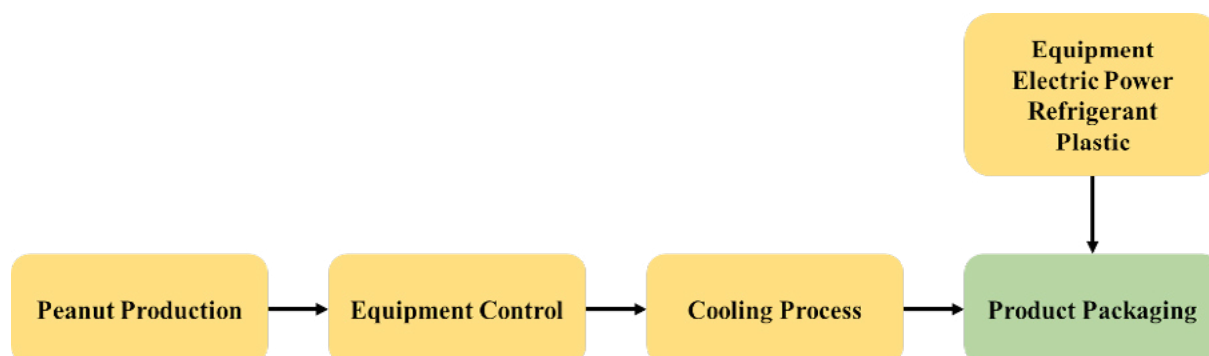 Equipment
Electric Power
Refrigerant
Plastic
Peanut Production
Equipment Control
Cooling Process
Product Packaging